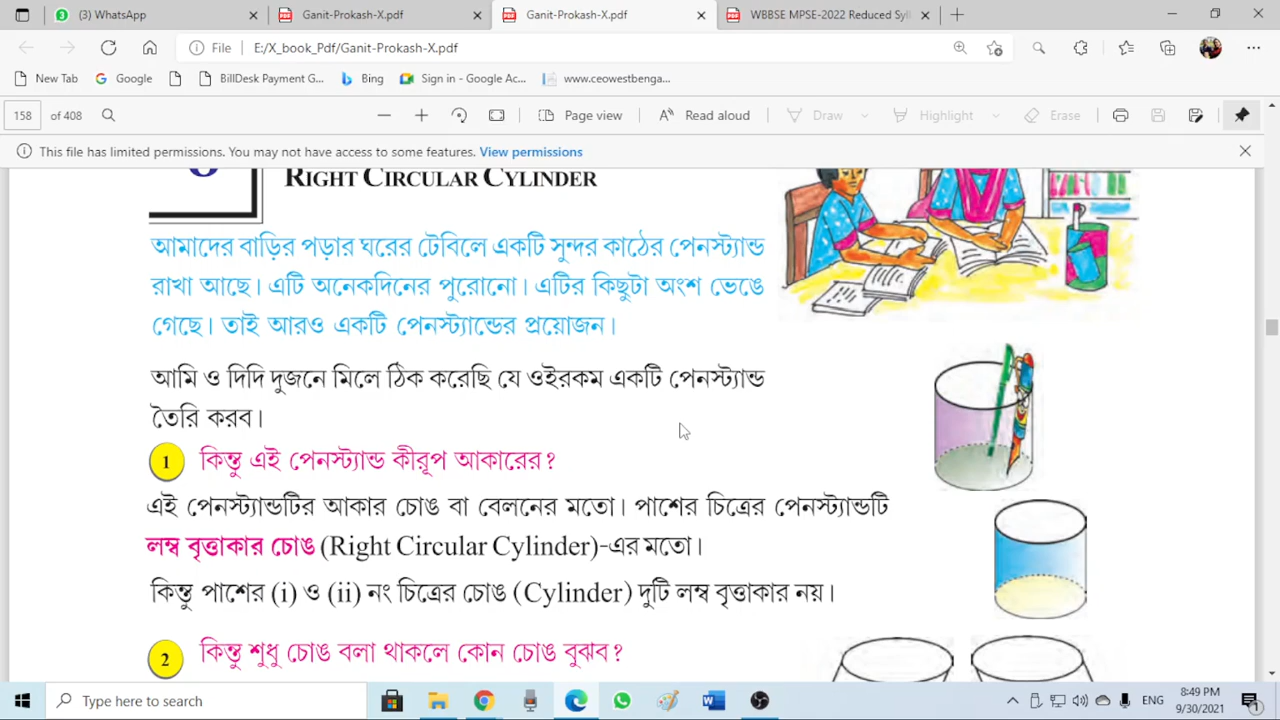 (3) WhatsApp
Ganit-Prokash-X.pdf
Ganit-Prokash-X.pdf
WBBSE MPSE-2022 Reduced Syl
File
E:/X_book_Pdf/Ganit-Prokash-X.pdf
New Tab
Google
BillDesk Payment G...
Bing
Sign in - Google Ac...
www.ceowestbenga...
158 of 408
Page view
Read aloud
Draw
Highlight
Erase
This file has limited permissions. You may not have access to some features. View permissions
RIGHT CIRCULAR CYLINDER
আমাদের বাড়ির পড়ার ঘরের টেবিলে একটি সুন্দর কাঠের পেনস্ট্যান্ড
রাখা আছে। এটি অনেকদিনের পুরোনো। এটির কিছুটা অংশ ভেঙে
গেছে। তাই আরও একটি পেনস্ট্যান্ডের প্রয়োজন।
আমি ও দিদি দুজনে মিলে ঠিক করেছি যে ওইরকম একটি পেনস্ট্যান্ড
তৈরি করব।
1 কিন্তু এই পেনস্ট্যান্ড কীরূপ আকারের?
এই পেনস্ট্যান্ডটির আকার চোঙ বা বেলনের মতো। পাশের চিত্রের পেনস্ট্যান্ডটি
লম্ব বৃত্তাকার চোঙ (Right Circular Cylinder)-এর মতো।
কিন্তু পাশের (i) ও (ii) নং চিত্রের চোঙ (Cylinder) দুটি লম্ব বৃত্তাকার নয়।
2 কিন্তু শুধু চোঙ বলা থাকলে কোন চোঙ বুঝব?
Type here to search
ENG
8:49 PM
9/30/2021